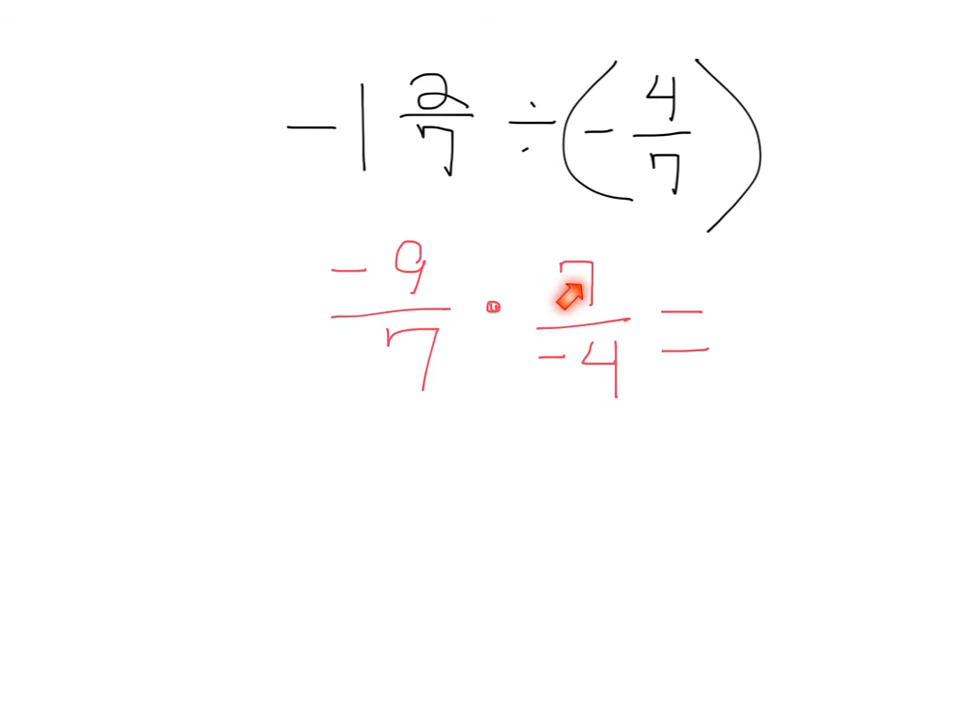 -1 2/7 ÷ (-4/7)
-9/7 · 7/-4 =